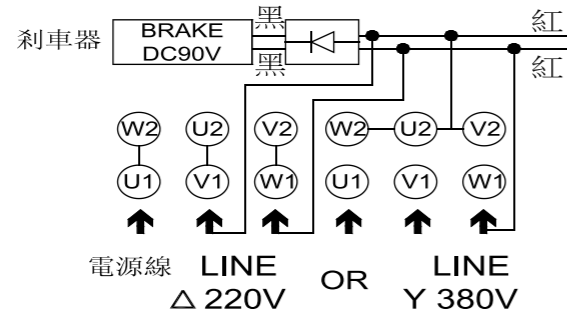 剎車器 BRAKE DC90V 黑 黑 紅 紅
W2 U2 V2 W2 U2 V2
U1 V1 W1 U1 V1 W1
電源線 LINE OR LINE
△ 220V Y 380V